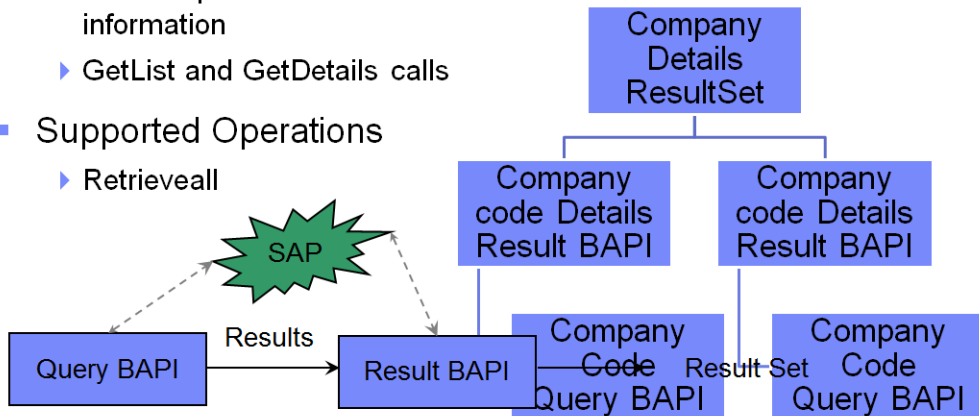 information
GetList and GetDetails calls
Supported Operations
Retrieveall
Company
Details
ResultSet
Company
code Details
Result BAPI
Company
code Details
Result BAPI
SAP
Query BAPI
Results
Result BAPI
Result Set
Company
Code
Query BAPI
Company
Code
Query BAPI